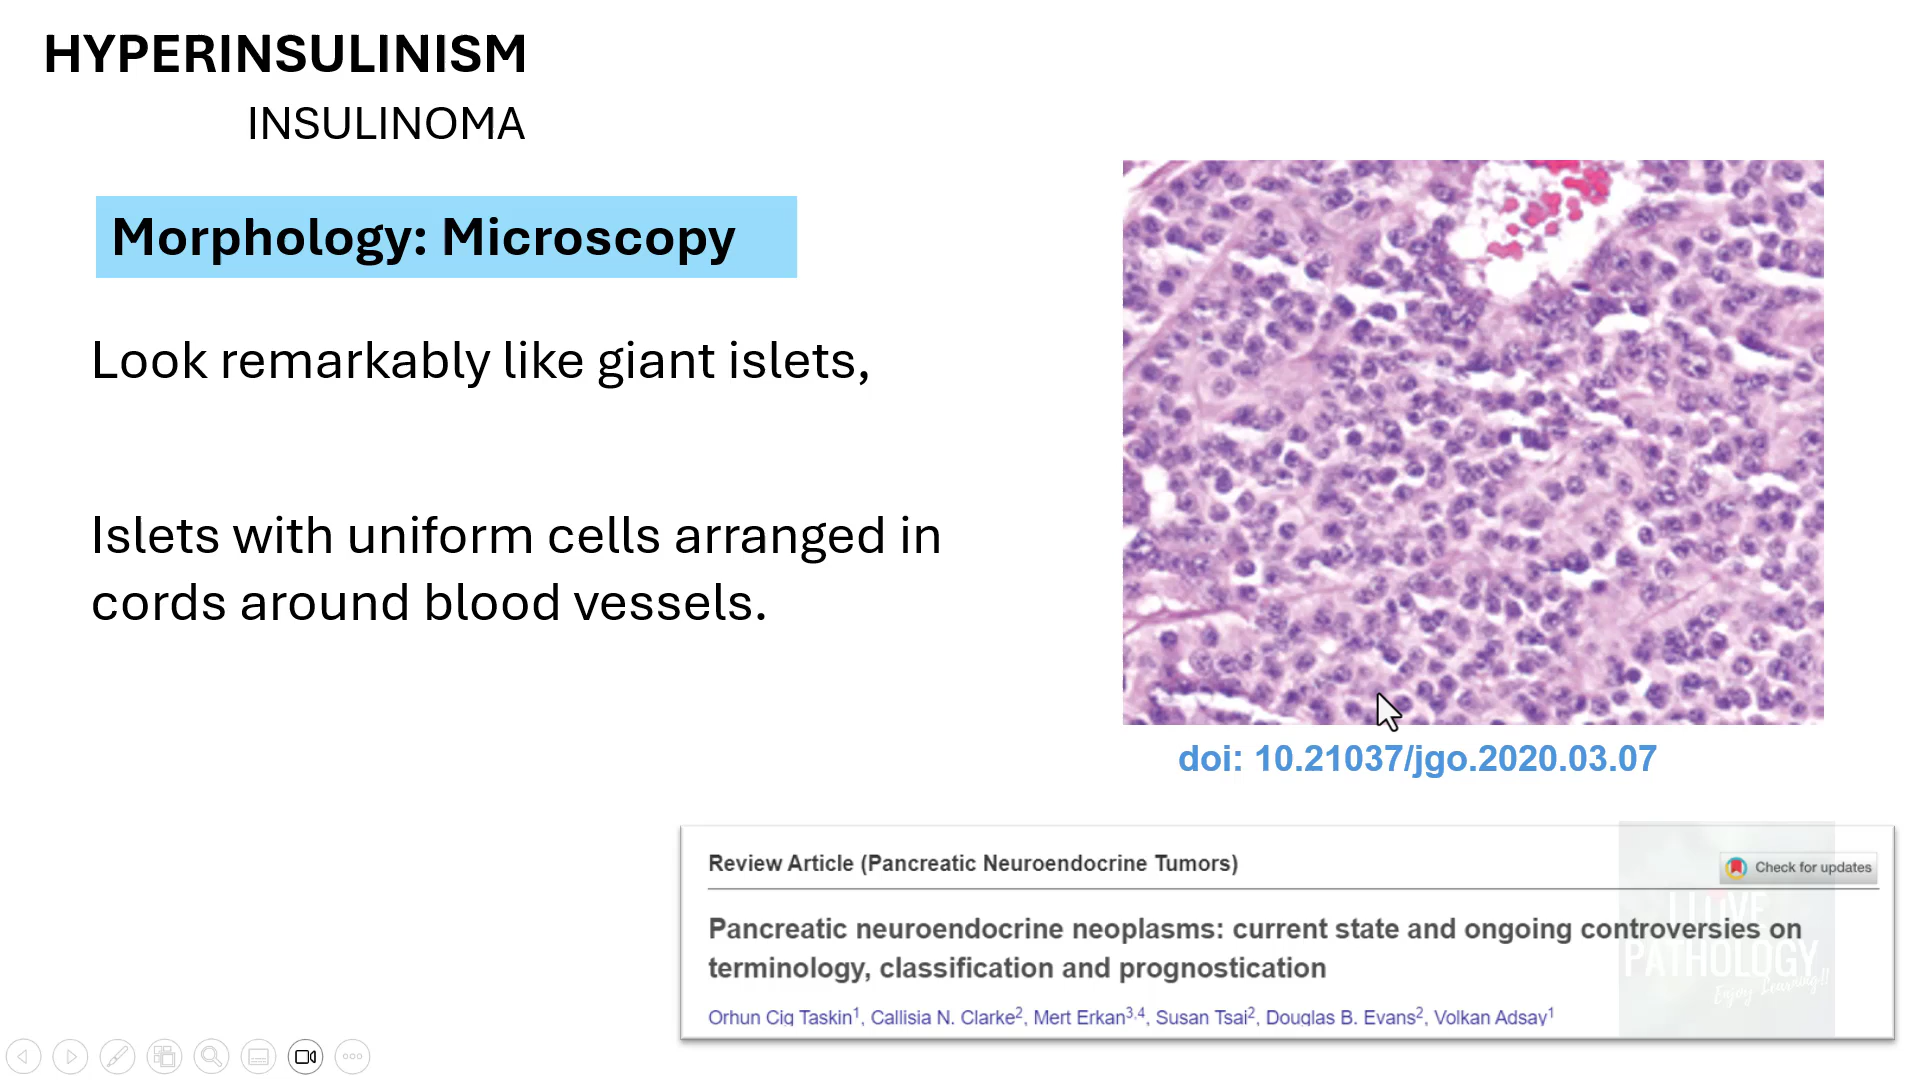 HYPERINSULINISM
INSULINOMA
Morphology: Microscopy
Look remarkably like giant islets,
Islets with uniform cells arranged in
cords around blood vessels.
doi: 10.21037/jgo.2020.03.07
Review Article (Pancreatic Neuroendocrine Tumors)
Check for updates
Pancreatic neuroendocrine neoplasms: current state and ongoing controversies on
terminology, classification and prognostication
Orhun Cig Taskin1, Callisia N. Clarke2, Mert Erkan3,4, Susan Tsai2, Douglas B. Evans2, Volkan Adsay1
I LOVE
PATHOLOGY
Enjoy Learning!!